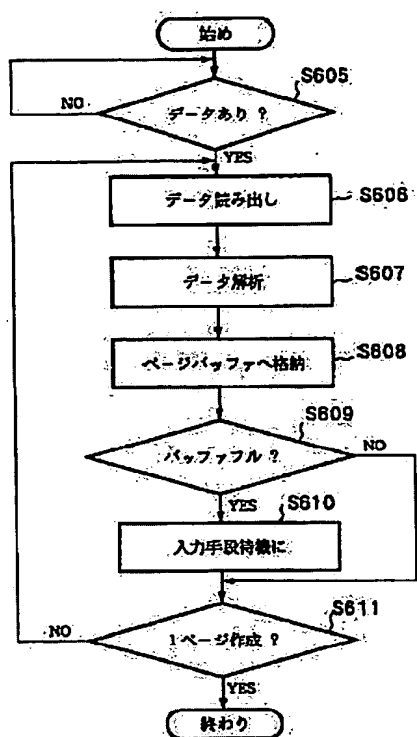 始め
S605
NO
データあり?
YES
データ読み出し
S606
データ解析
S607
ページバッファへ格納
S608
S609
バッファフル?
NO
YES
S610
入力手段待機に
S611
NO
1ページ作成?
YES
終わり